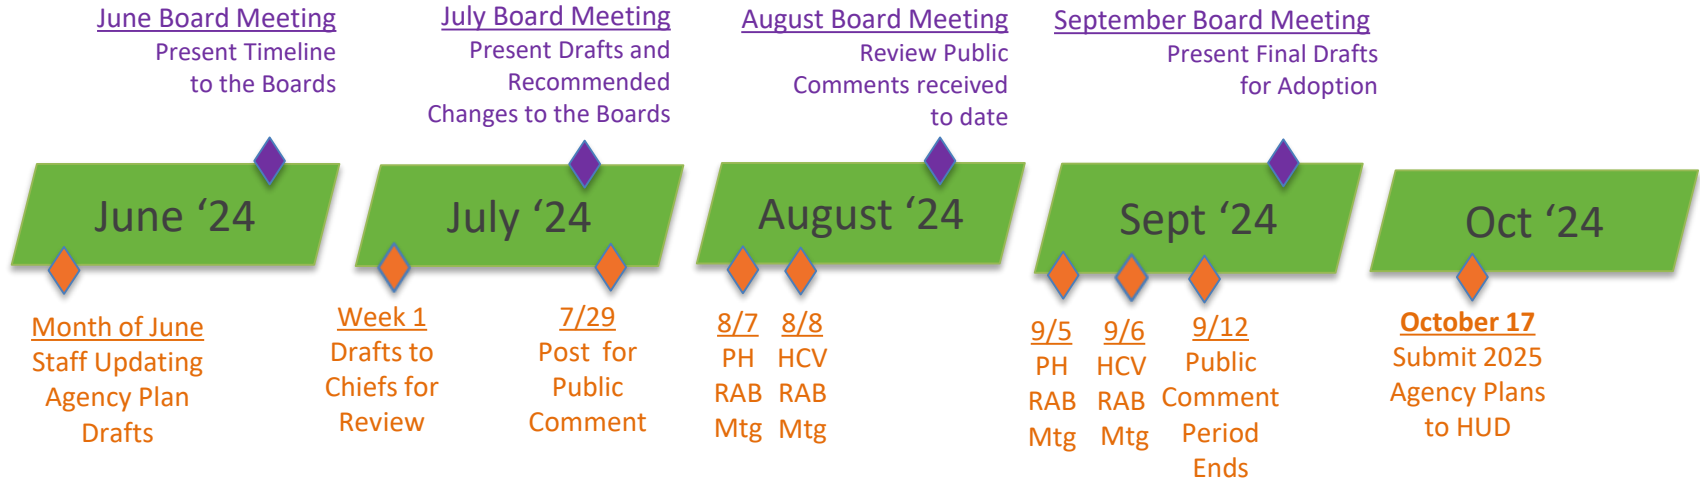 June Board Meeting
Present Timeline
to the Boards
July Board Meeting
Present Drafts and
Recommended
Changes to the Boards
August Board Meeting
Review Public
Comments received
to date
September Board Meeting
Present Final Drafts
for Adoption
June ‘24
July ‘24
August ‘24
Sept ‘24
Oct ‘24
Month of June
Staff Updating
Agency Plan
Drafts
Week 1
Drafts to
Chiefs for
Review
7/29
Post for
Public
Comment
8/7
PH
RAB
Mtg
8/8
HCV
RAB
Mtg
9/5
PH
RAB
Mtg
9/6
HCV
RAB
Mtg
9/12
Public
Comment
Period
Ends
October 17
Submit 2025
Agency Plans
to HUD